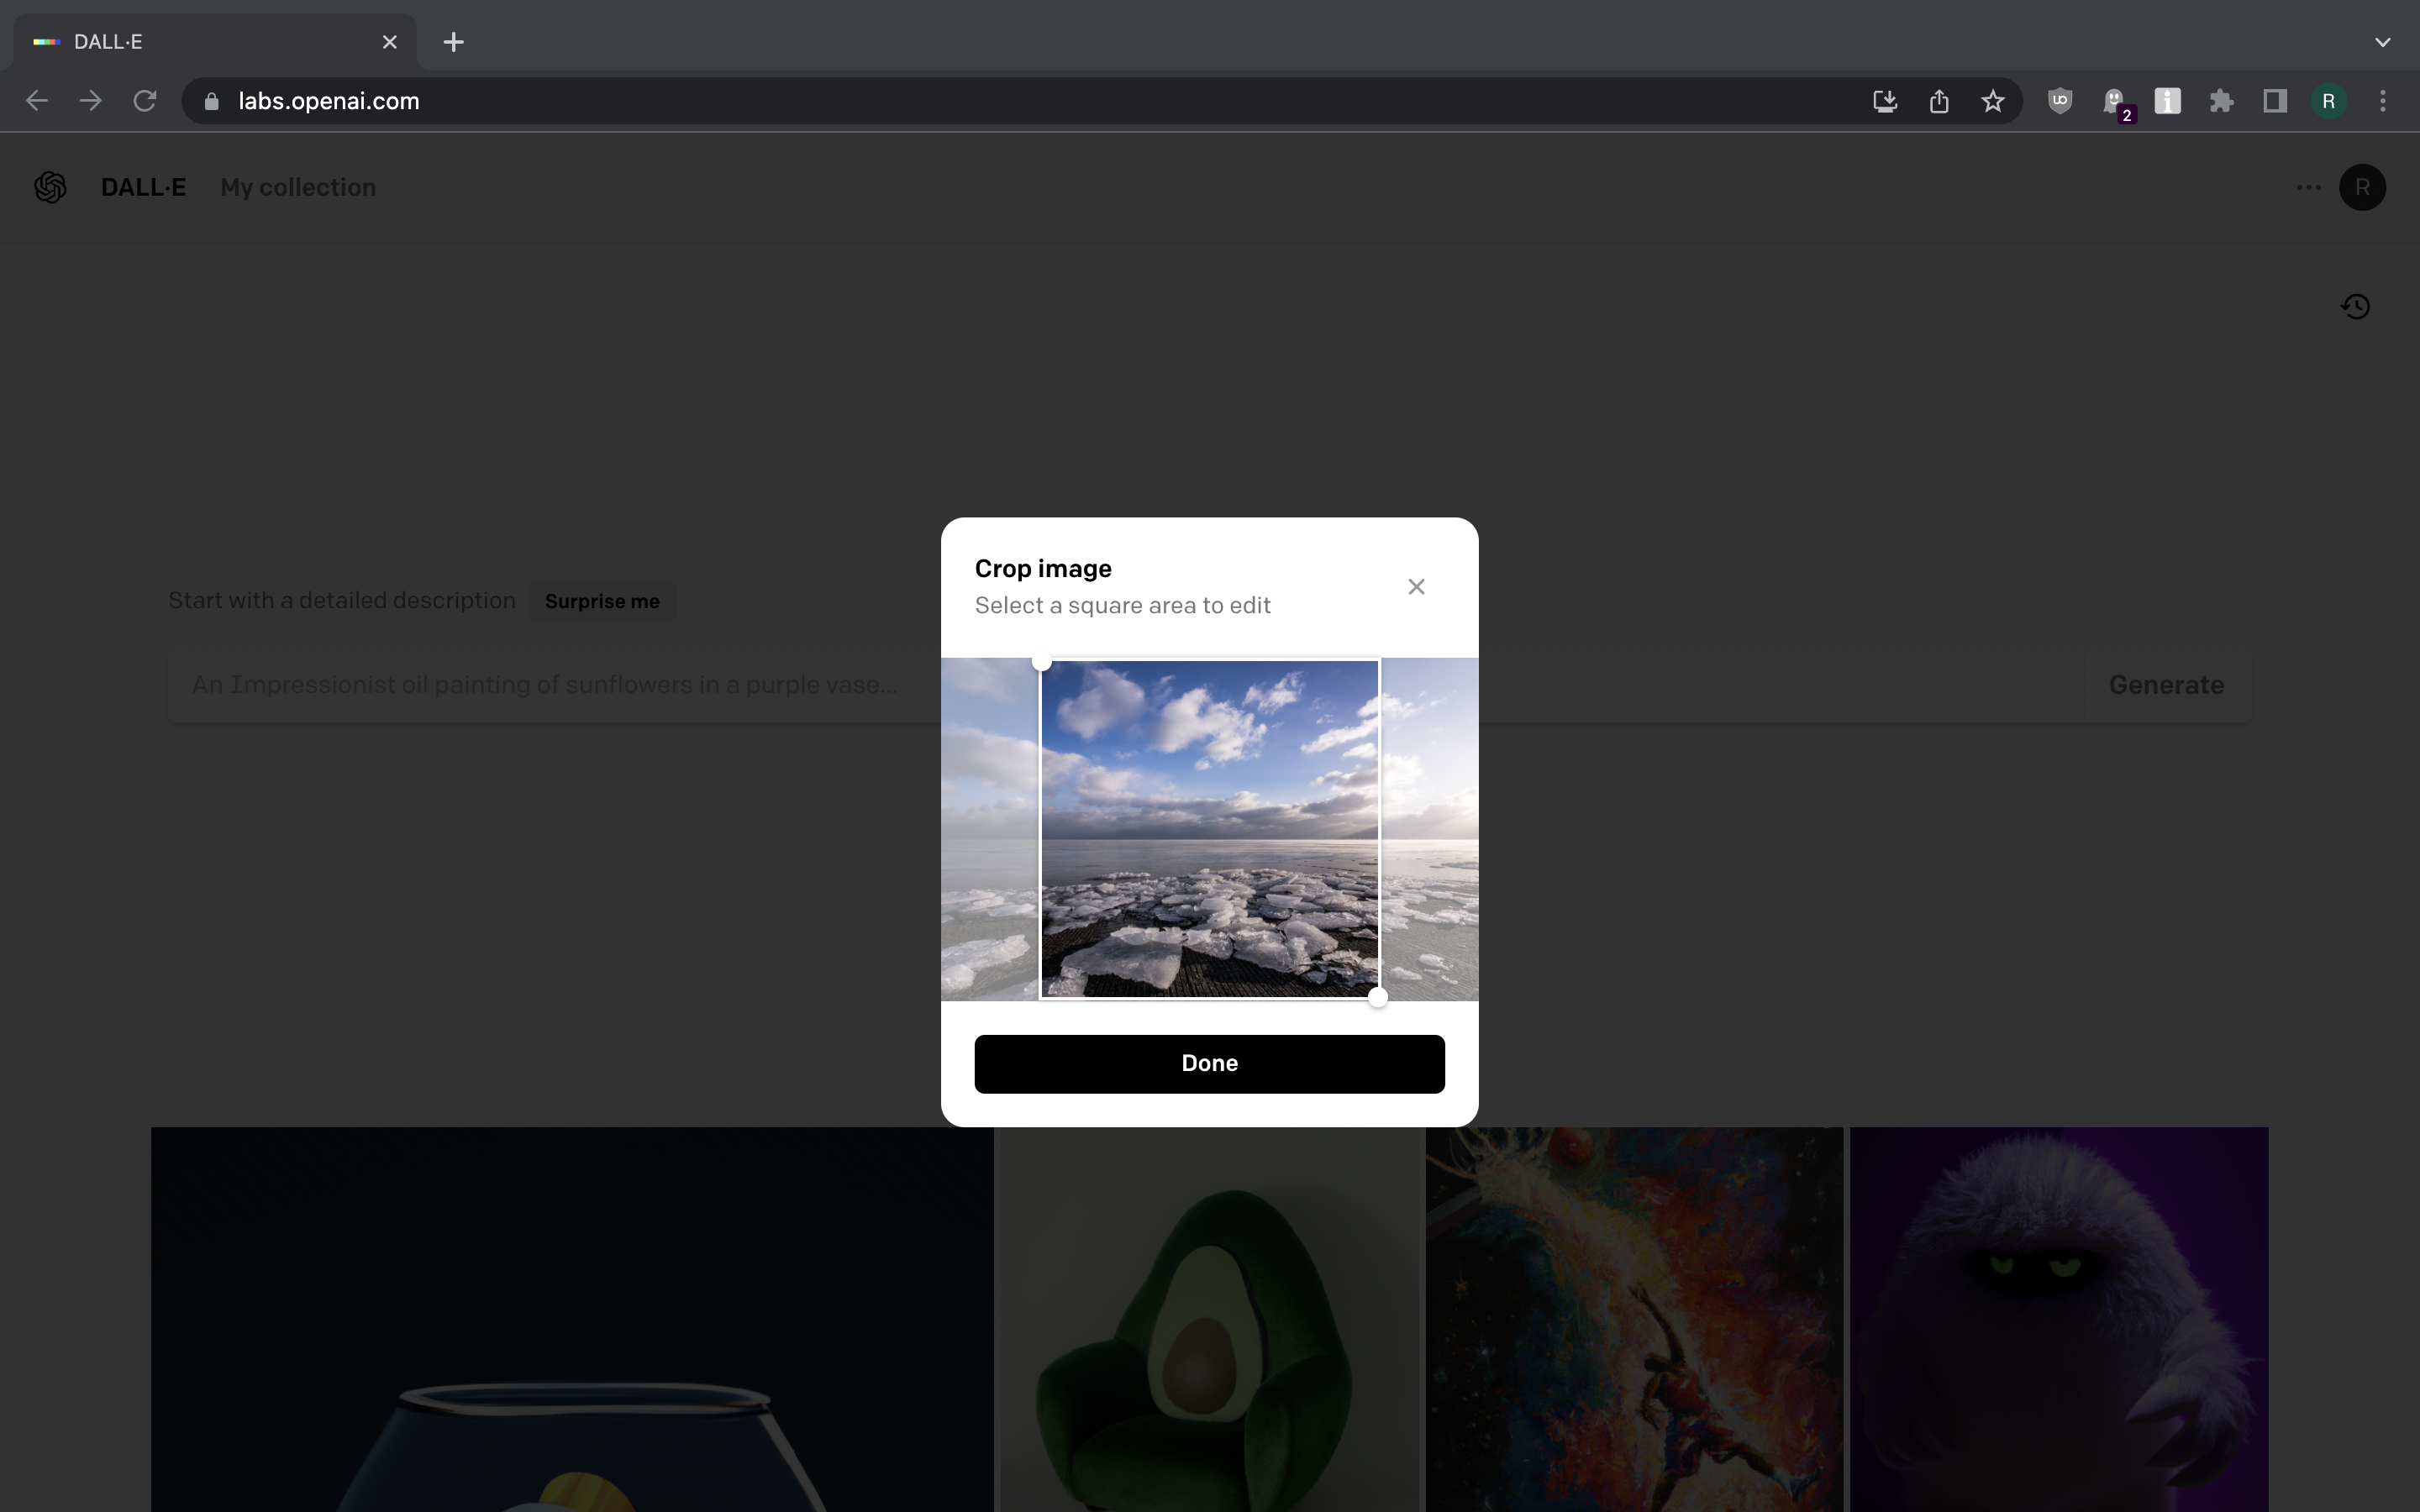 DALL·E
labs.openai.com
2
R
DALL·E My collection
R
Start with a detailed description Surprise me
An Impressionist oil painting of sunflowers in a purple vase...
Generate
Crop image
Select a square area to edit
Done